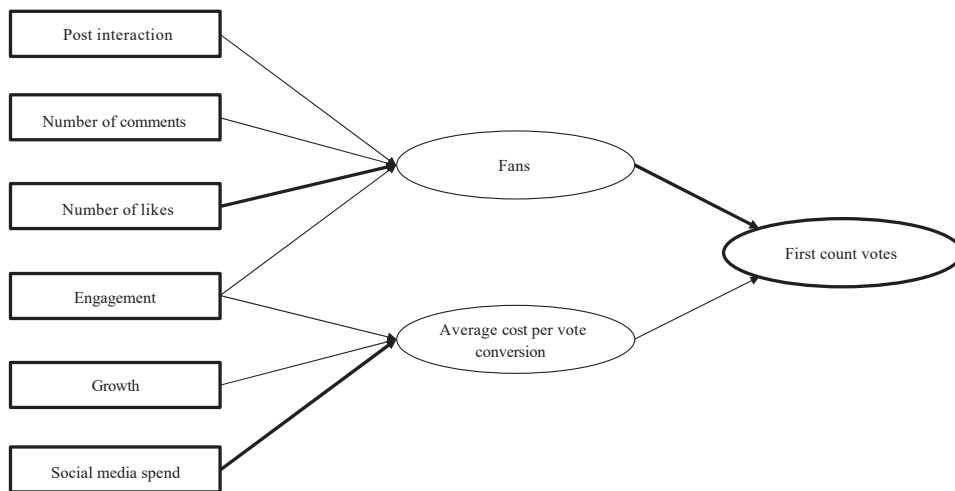 Post interaction
Number of comments
Number of likes
Engagement
Growth
Social media spend
Fans
Average cost per vote
conversion
First count votes